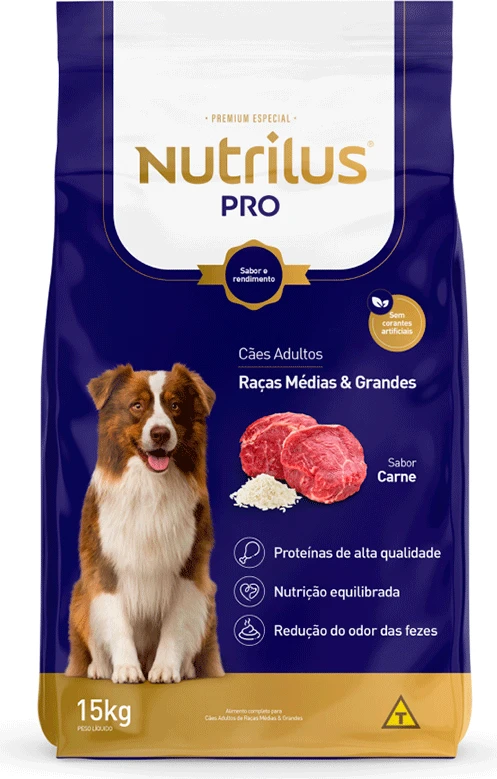 • PREMIUM ESPECIAL •
Nutrilus®
PRO
Sabor e
rendimento
Sem
corantes
artificiais
Cães Adultos
Raças Médias & Grandes
Sabor
Carne
Proteínas de alta qualidade
Nutrição equilibrada
Redução do odor das fezes
15kg
PESO LÍQUIDO
Alimento completo para
Cães Adultos de Raças Médias & Grandes
T